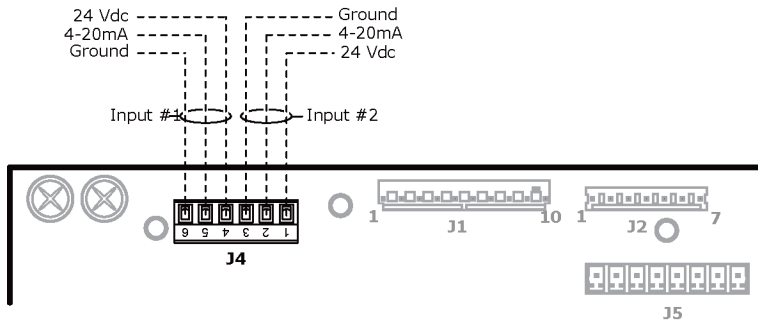 24 Vdc
4-20mA
Ground
Ground
4-20mA
24 Vdc
Input #1
Input #2
6 5 4 3 2 1
J4
1 J1 10
1 J2 7
J5